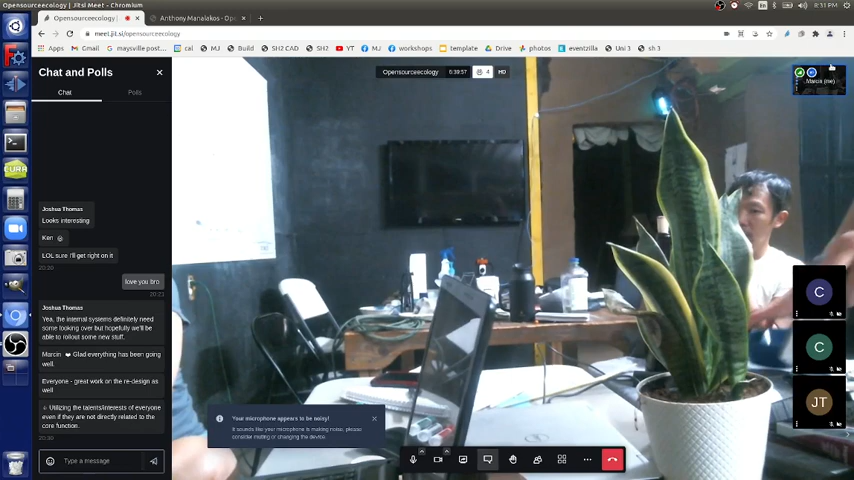 Opensourceecology | Jitsi Meet - Chromium
En
8:31 PM
Opensourceecology | Jitsi Meet
Anthony Manalakos - Op
meet.jit.si/opensourceecology
Apps
Gmail
maysville post...
cal
MJ
Build
SH2 CAD
SH2
YT
MJ
workshops
template
Drive
photos
eventzilla
Uni 3
sh 3
Chat and Polls
Opensourceecology
4
HD
Marcin (me)
Chat
Polls
Joshua Thomas
Looks interesting
Ken
LOL sure I'll get right on it
20:20
love you bro
20:21
Joshua Thomas
Yea, the internal systems definitely need
some looking over but hopefully we'll be
able to rollout some new stuff.
Marcin ❤ Glad everything has been going
well.
Everyone - great work on the re-design as
well
Utilizing the talents/interests of everyone
even if they are not directly related to the
core function.
20:30
Type a message
Your microphone appears to be noisy!
It sounds like your microphone is making noise, please
consider muting or changing the device.
C
C
JT
CURA